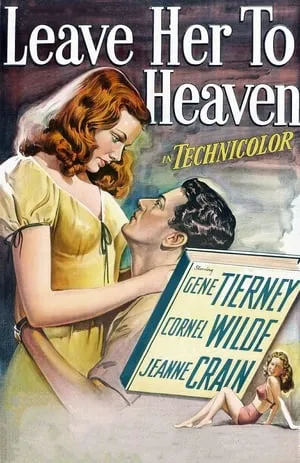 Leave Her To
Heaven
IN TECHNICOLOR
Starring
GENE TIERNEY
CORNEL WILDE
JEANNE CRAIN